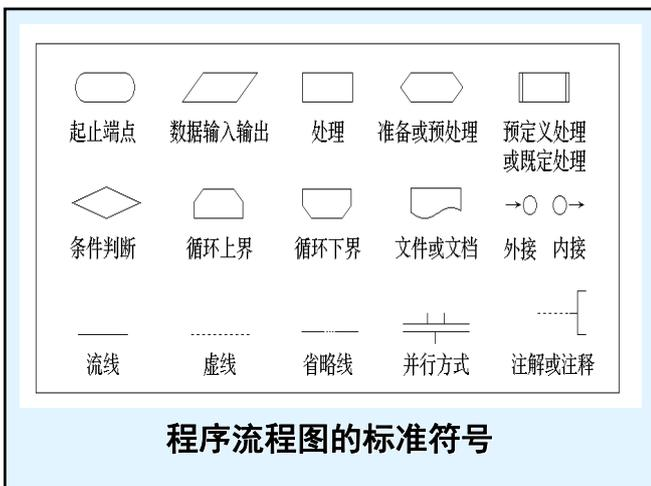 起止端点 数据输入输出 处理 准备或预处理 预定义处理
或既定处理
条件判断 循环上界 循环下界 文件或文档 外接 内接
流线 虚线 省略线 并行方式 注解或注释
程序流程图的标准符号